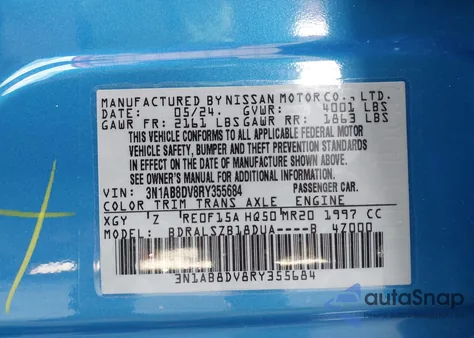 MANUFACTURED BY NISSAN MOTOR CO., LTD.
DATE: 05/24. GVWR: 4001 LBS
GAWR FR: 2161 LBS GAWR RR: 1863 LBS
THIS VEHICLE CONFORMS TO ALL APPLICABLE FEDERAL MOTOR
VEHICLE SAFETY, BUMPER AND THEFT PREVENTION STANDARDS
IN EFFECT ON THE DATE OF MANUFACTURE SHOWN ABOVE.
SEE OWNER'S MANUAL FOR ADDITIONAL INFORMATION.
VIN: 3N1AB8DV8RY355684 PASSENGER CAR.
COLOR TRIM TRANS AXLE ENGINE
XGY Z RE0F15A HQ50 MR20 1997 CC
BDRALSZB18DUA----B 4Z000
3N1AB8DV8RY355684
autaSnap